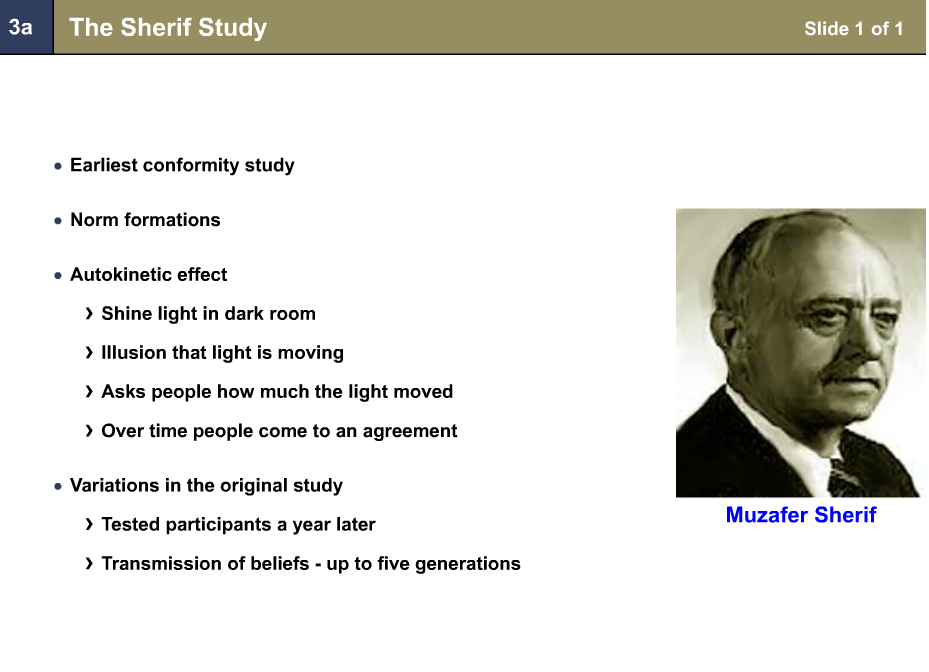 3a
The Sherif Study
Slide 1 of 1
• Earliest conformity study
• Norm formations
• Autokinetic effect
❯ Shine light in dark room
❯ Illusion that light is moving
❯ Asks people how much the light moved
❯ Over time people come to an agreement
• Variations in the original study
❯ Tested participants a year later
❯ Transmission of beliefs - up to five generations
Muzafer Sherif